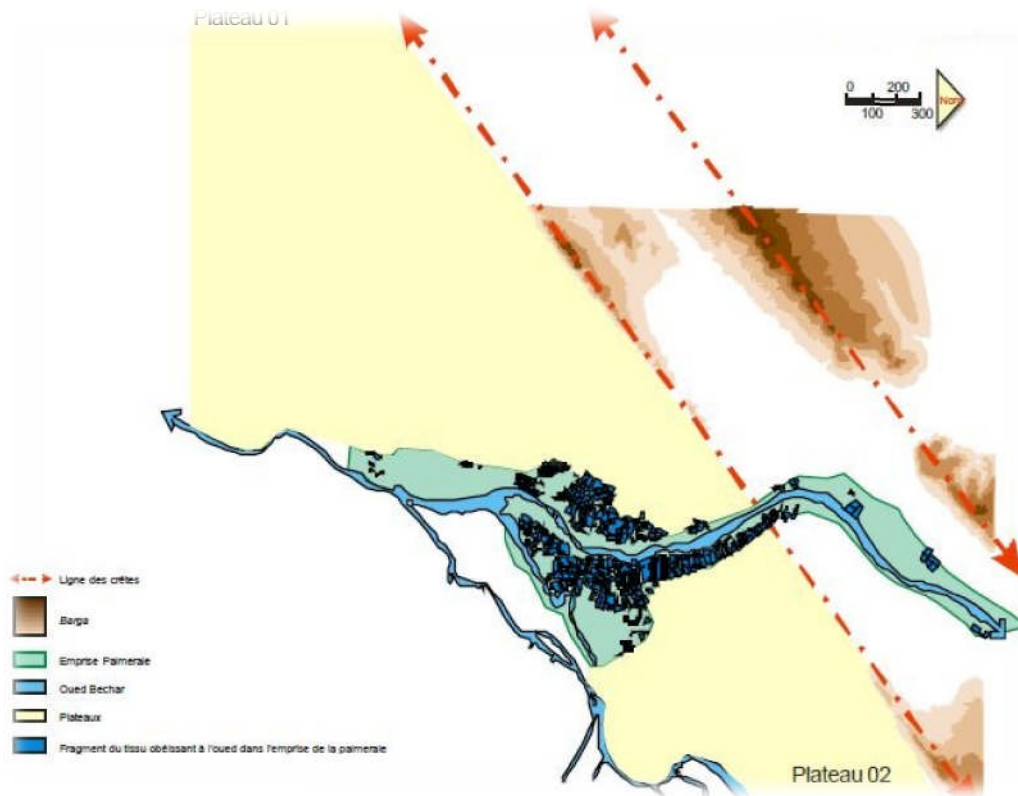 Plateau 01
0 200
100 300
Nord
Ligne des crêtes
Barga
Emprise Palmeraie
Oued Bechar
Plateaux
Fragment du tissu obéissant à l'oued dans l'emprise de la palmeraie
Plateau 02